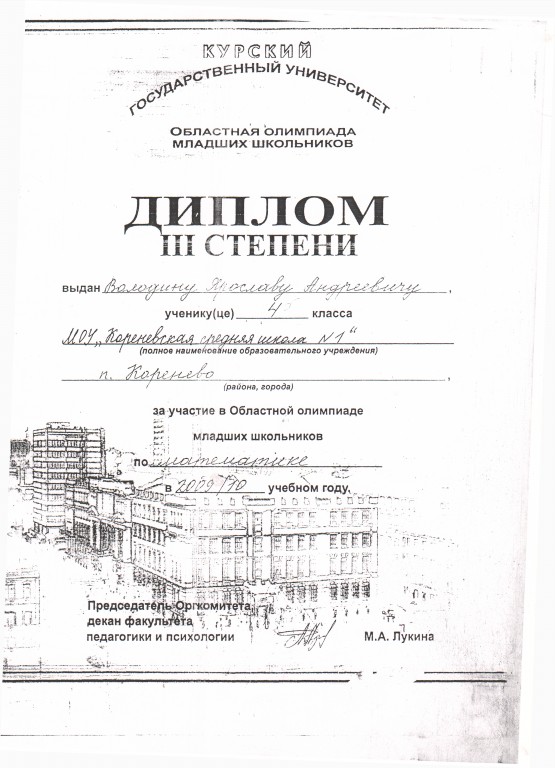 КУРСКИЙ
ГОСУДАРСТВЕННЫЙ УНИВЕРСИТЕТ
ОБЛАСТНАЯ ОЛИМПИАДА
МЛАДШИХ ШКОЛЬНИКОВ
ДИПЛОМ
III СТЕПЕНИ
выдан Володину Ярославу Андреевичу,
ученику(це) 4 класса
МОУ „Кореневская средняя школа №1"
(полное наименование образовательного учреждения)
п. Коренево,
(района, города)
за участие в Областной олимпиаде
младших школьников
по математике
в 2009/10 учебном году.
Председатель Оргкомитета,
декан факультета
педагогики и психологии М.А. Лукина